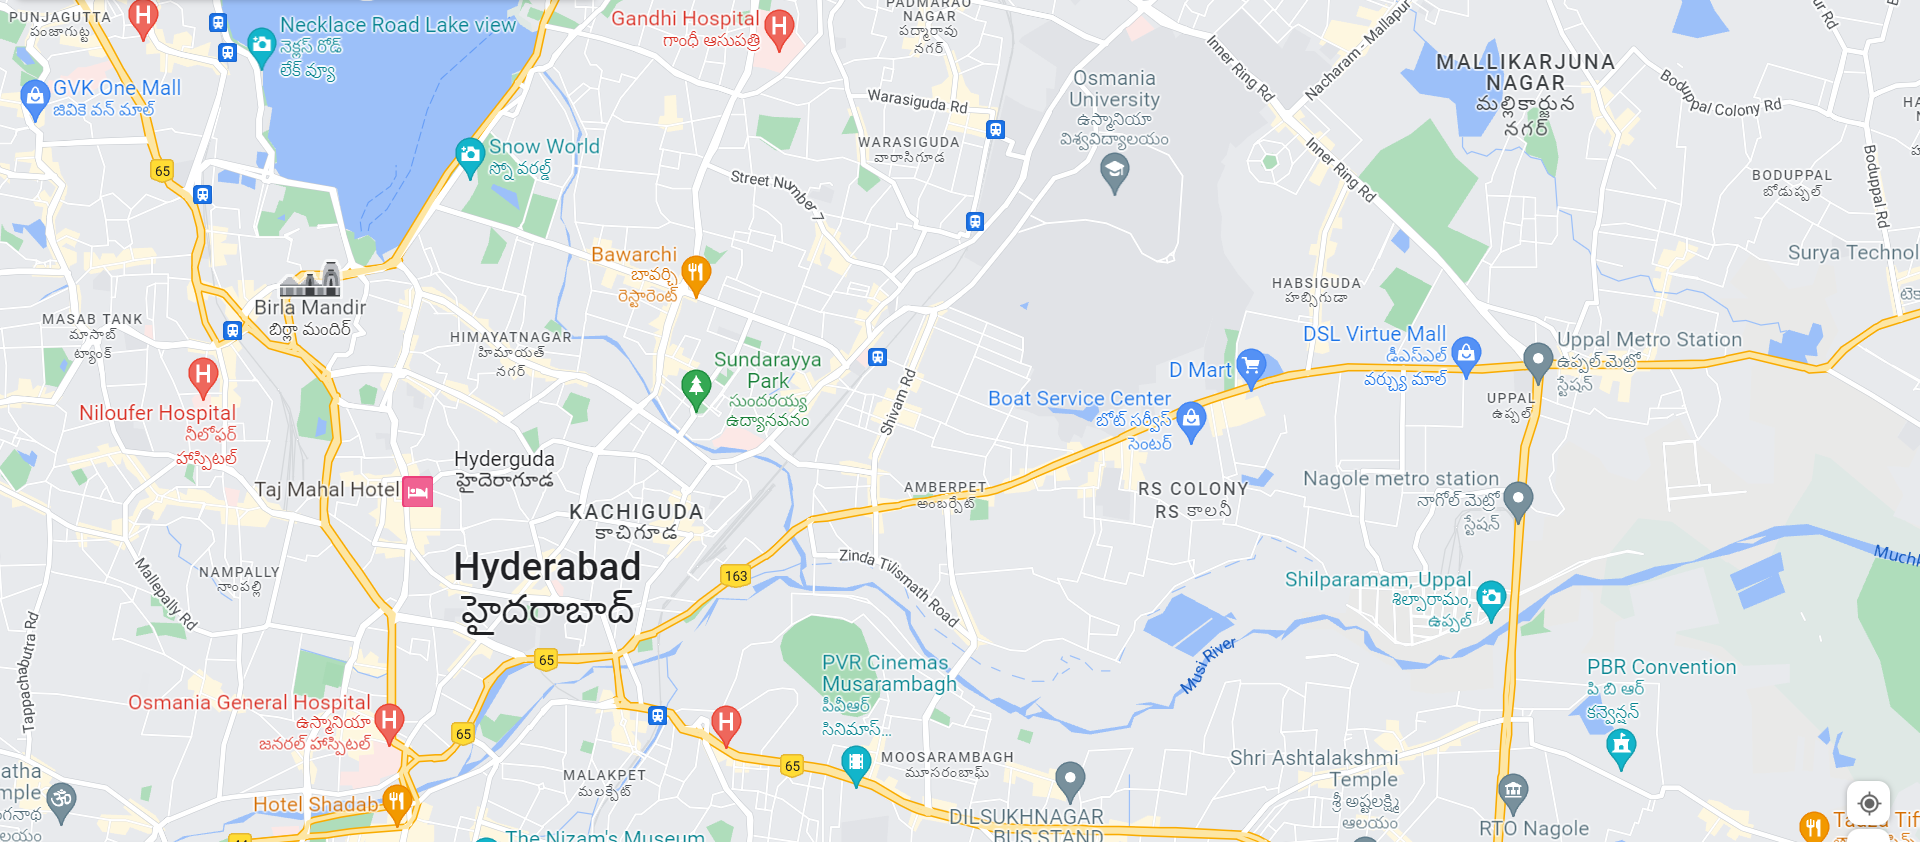 PUNJAGUTTA
పంజాగుట్ట
Necklace Road Lake view
నెక్లెస్ రోడ్
లేక్ వ్యూ
Gandhi Hospital
గాంధీ ఆసుపత్రి
PADMARAO
NAGAR
పద్మారావు
నగర్
Inner Ring Rd
Nacharam - Mallapur
MALLIKARJUNA
NAGAR
మల్లికార్జున
నగర్
Boduppal Colony Rd
GVK One Mall
జివికె వన్ మాల్
Warasiguda Rd
Osmania
University
ఉస్మానియా
విశ్వవిద్యాలయం
Snow World
స్నో వరల్డ్
WARASIGUDA
వారాసిగూడ
Inner Ring Rd
65
Street Number 7
BODUPPAL
బోడుప్పల్
Boduppal Rd
Bawarchi
బావర్చి
రెస్టారెంట్
Surya Technol
HABSIGUDA
హబ్సిగుడా
Birla Mandir
బిర్లా మందిర్
MASAB TANK
మాసాబ్
ట్యాంక్
HIMAYATNAGAR
హిమాయత్
నగర్
DSL Virtue Mall
డీఎస్ఎల్
వర్చ్యు మాల్
Uppal Metro Station
ఉప్పల్ మెట్రో
స్టేషన్
Sundarayya
Park
సుందరయ్య
ఉద్యానవనం
Shivam Rd
D Mart
Boat Service Center
బోట్ సర్వీస్
సెంటర్
UPPAL
ఉప్పల్
Niloufer Hospital
నీలోఫర్
హాస్పిటల్
Hyderguda
హైదెరాగూడ
Taj Mahal Hotel
AMBERPET
అంబర్పేట్
RS COLONY
RS కాలనీ
Nagole metro station
నాగోల్ మెట్రో
స్టేషన్
KACHIGUDA
కాచిగూడ
Hyderabad
హైదరాబాద్
Mallepally Rd
NAMPALLY
నాంపల్లి
163
Zinda Tilismath Road
Shilparamam, Uppal
శిల్పారామం,
ఉప్పల్
Tappachabutra Rd
65
PVR Cinemas
Musarambagh
పీవీఆర్
సినిమాస్...
Musi River
PBR Convention
పి బి ఆర్
కన్వెన్షన్
Osmania General Hospital
ఉస్మానియా
జనరల్ హాస్పిటల్
65
65
MOOSARAMBAGH
మూసరంబాఘ్
MALAKPET
మలక్పేట్
Shri Ashtalakshmi
Temple
శ్రీ అష్టలక్ష్మి
ఆలయం
Hotel Shadab
DILSUKHNAGAR
BUS STAND
RTO Nagole
The Nizam's Museum